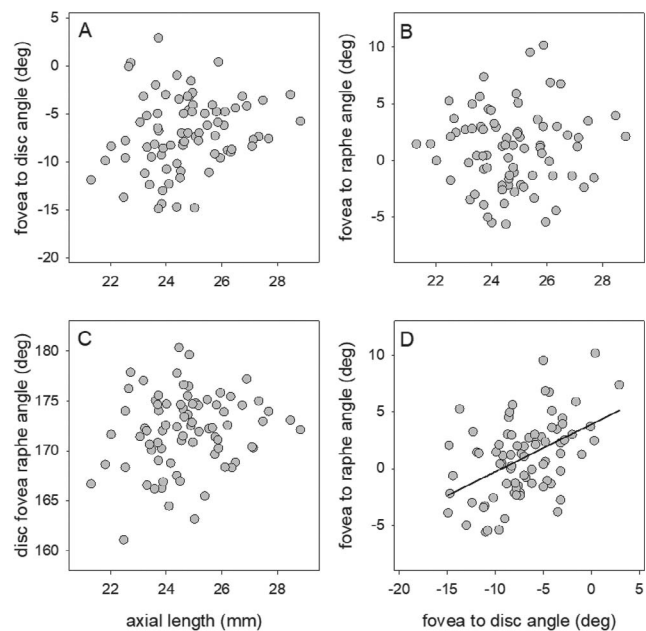 A
fovea to disc angle (deg)
5
0
-5
-10
-15
-20
22 24 26 28
B
fovea to raphe angle (deg)
10
5
0
-5
22 24 26 28
C
disc fovea raphe angle (deg)
180
175
170
165
160
22 24 26 28
axial length (mm)
D
fovea to raphe angle (deg)
10
5
0
-5
-20 -15 -10 -5 0
fovea to disc angle (deg)